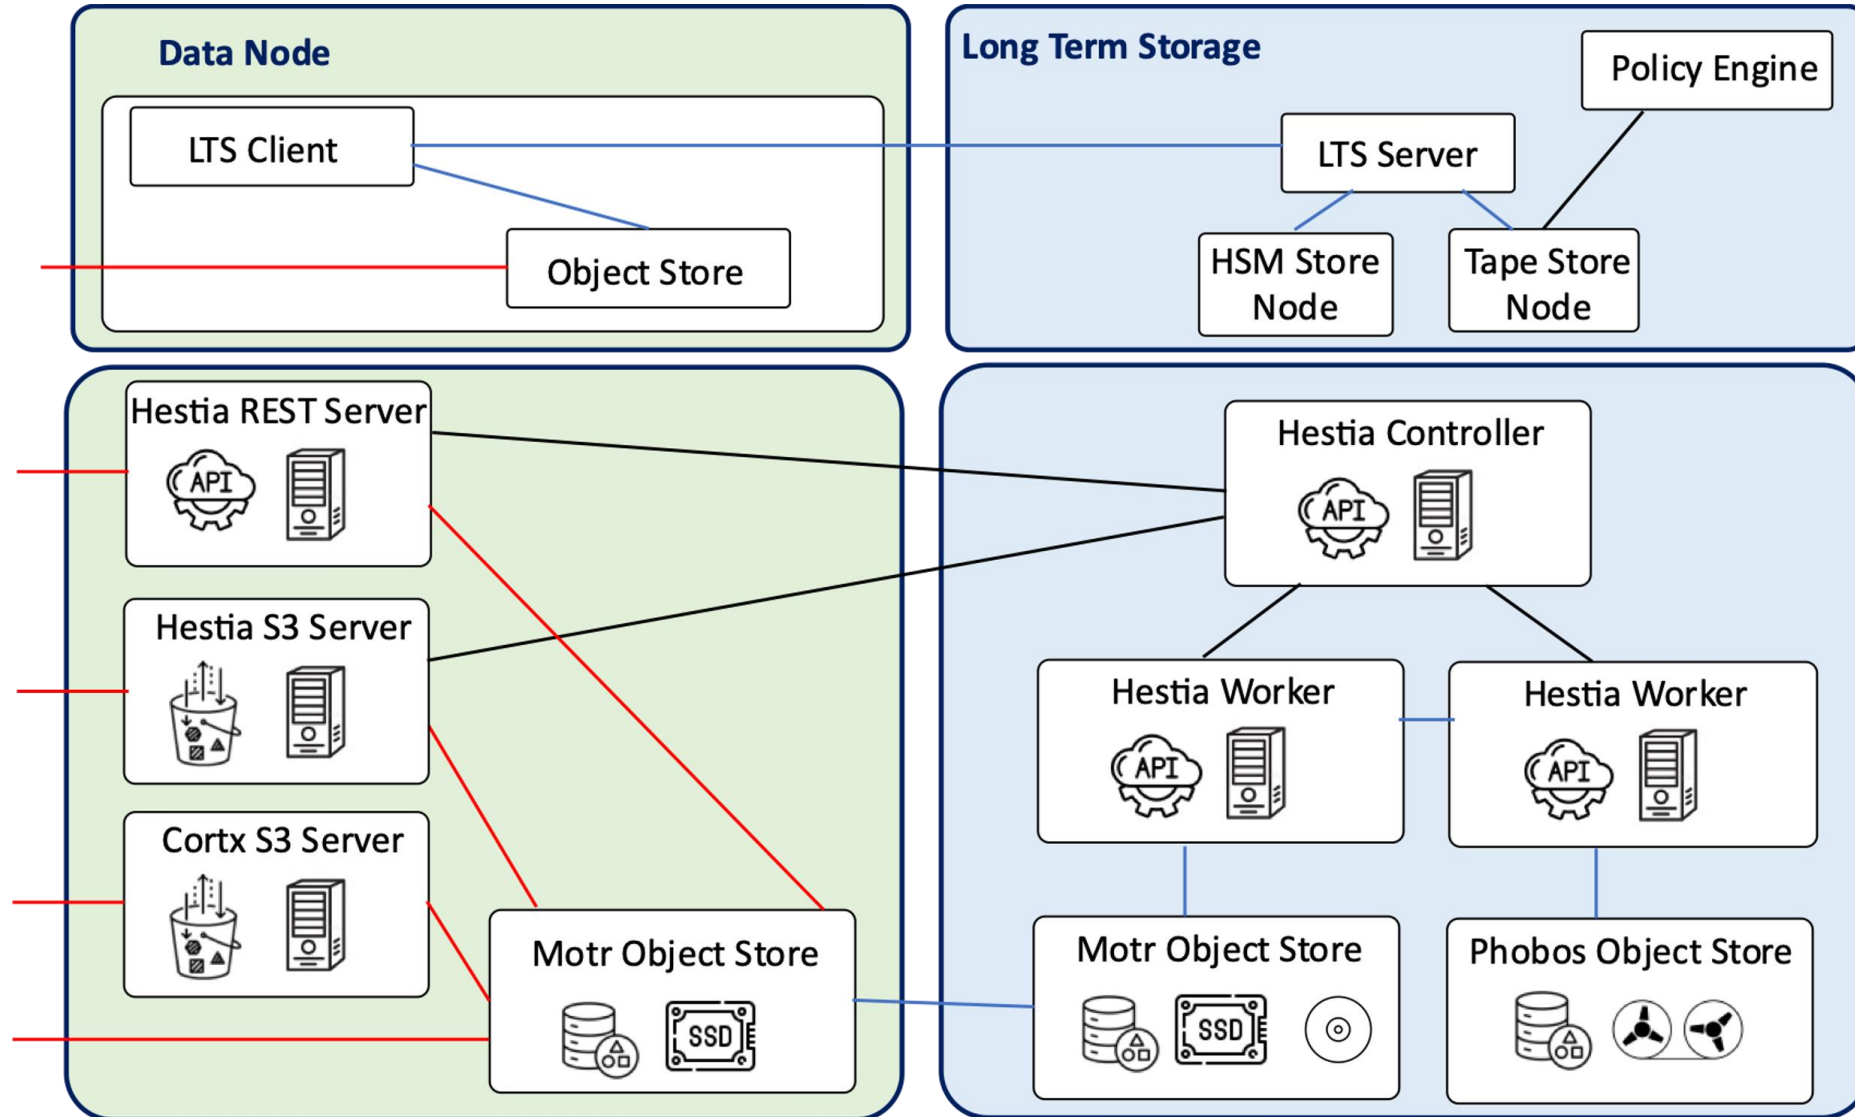 Data Node
LTS Client
Object Store
Long Term Storage
Policy Engine
LTS Server
HSM Store
Node
Tape Store
Node
Hestia REST Server
API
Hestia S3 Server
Cortx S3 Server
Motr Object Store
SSD
Hestia Controller
API
Hestia Worker
API
Hestia Worker
API
Motr Object Store
SSD
Phobos Object Store